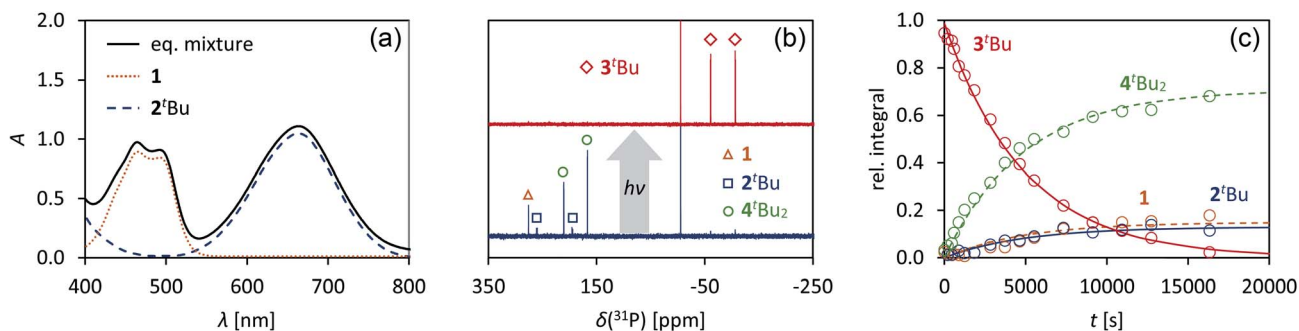 (a)
2.0
1.5
1.0
0.5
0.0
A
eq. mixture
1
2ᵗBu
400 500 600 700 800
λ [nm]
(b)
3ᵗBu
hν
1
2ᵗBu
4ᵗBu₂
350 150 -50 -250
δ(³¹P) [ppm]
(c)
1.0
0.8
0.6
0.4
0.2
0.0
rel. integral
3ᵗBu
4ᵗBu₂
1
2ᵗBu
0 5000 10000 15000 20000
t [s]